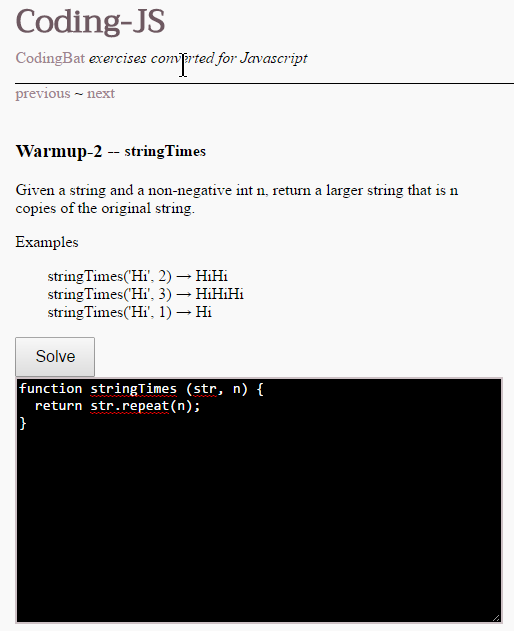 Coding-JS
CodingBat exercises converted for Javascript
previous ~ next
Warmup-2 -- stringTimes
Given a string and a non-negative int n, return a larger string that is n
copies of the original string.
Examples
stringTimes('Hi', 2) → HiHi
stringTimes('Hi', 3) → HiHiHi
stringTimes('Hi', 1) → Hi
Solve
function stringTimes (str, n) {
  return str.repeat(n);
}